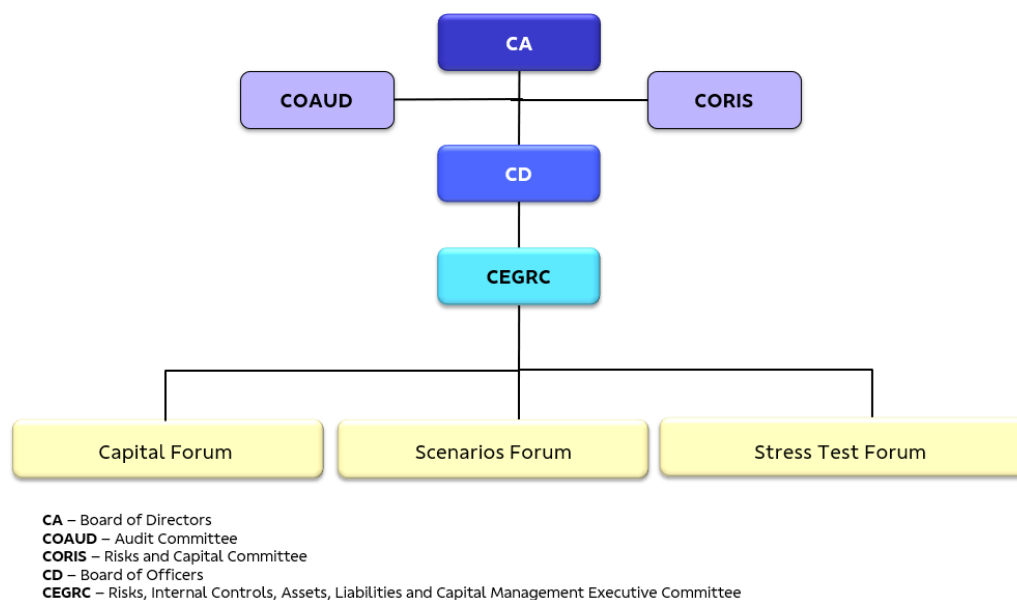 CA
COAUD
CORIS
CD
CEGRC
Capital Forum
Scenarios Forum
Stress Test Forum
CA – Board of Directors
COAUD – Audit Committee
CORIS – Risks and Capital Committee
CD – Board of Officers
CEGRC – Risks, Internal Controls, Assets, Liabilities and Capital Management Executive Committee